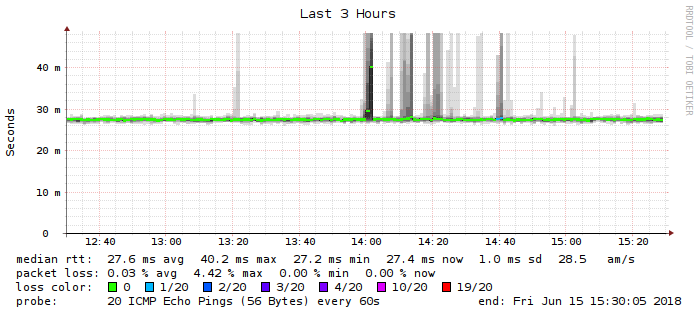 Last 3 Hours
RRDTOOL / TOBI OETIKER
Seconds
40 m
30 m
20 m
10 m
0
12:40 13:00 13:20 13:40 14:00 14:20 14:40 15:00 15:20
median rtt: 27.6 ms avg 40.2 ms max 27.2 ms min 27.4 ms now 1.0 ms sd 28.5 am/s
packet loss: 0.03 % avg 4.42 % max 0.00 % min 0.00 % now
loss color: 0 1/20 2/20 3/20 4/20 10/20 19/20
probe: 20 ICMP Echo Pings (56 Bytes) every 60s end: Fri Jun 15 15:30:05 2018